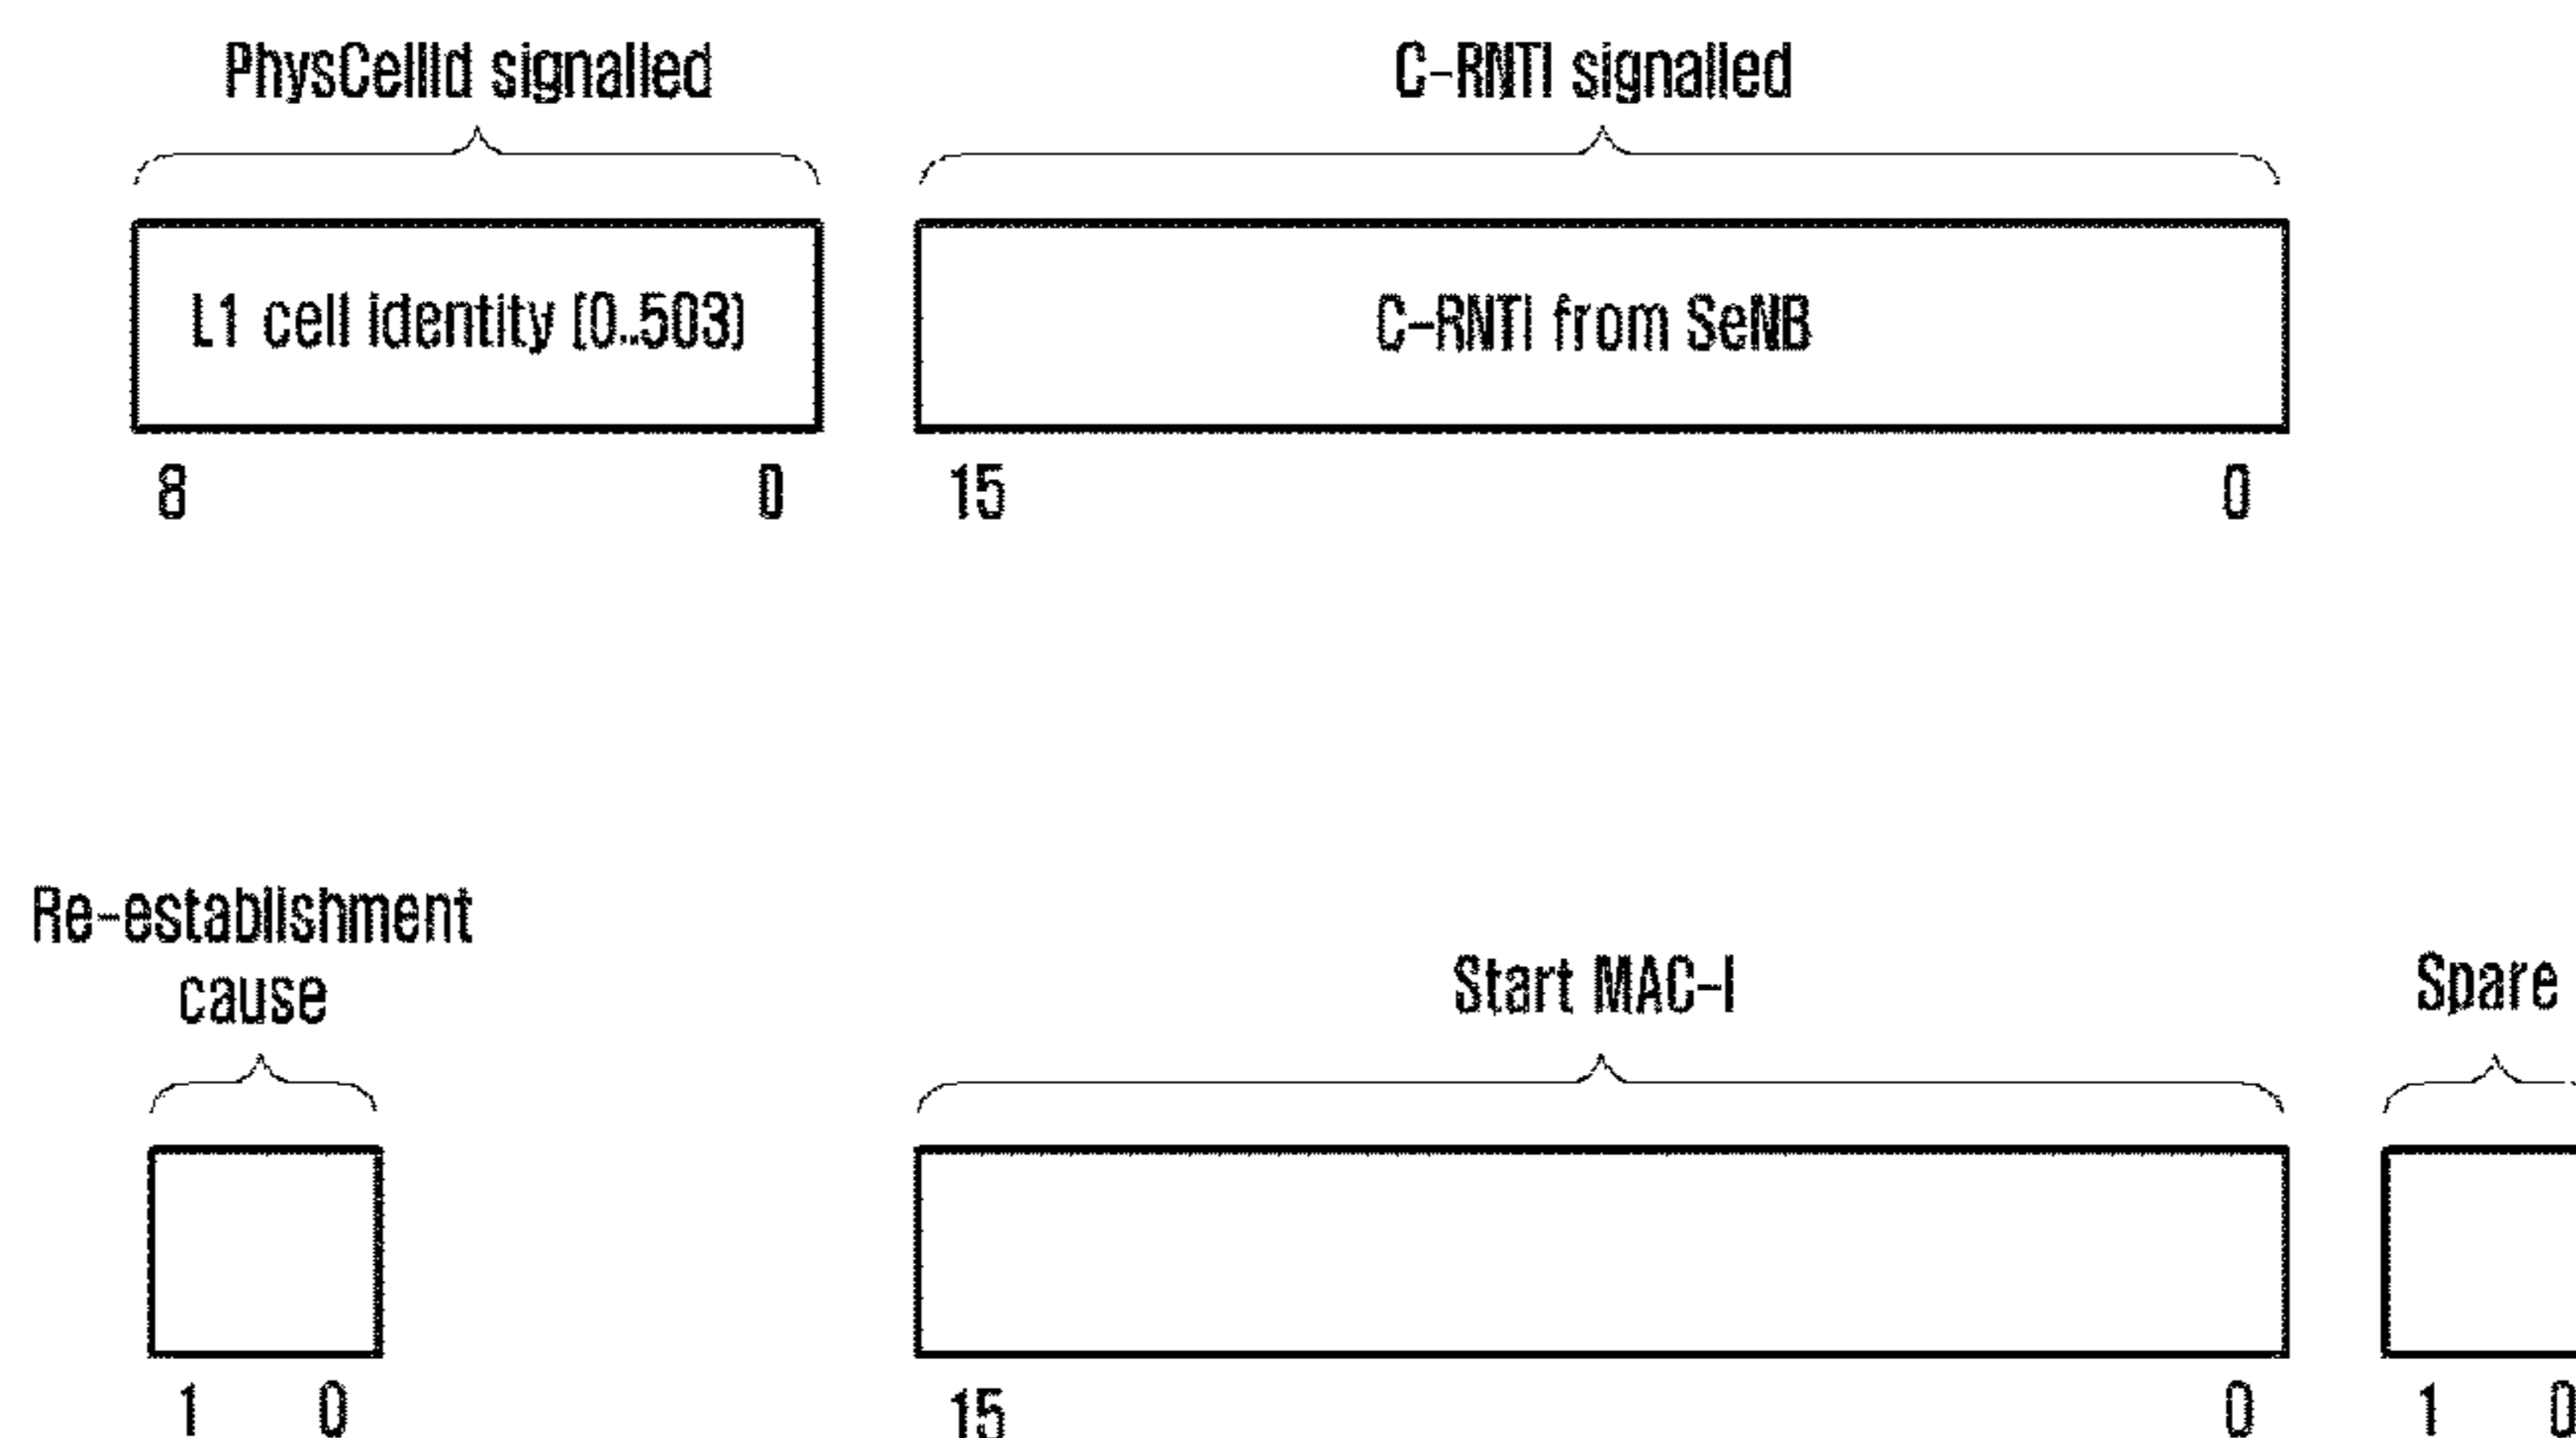 PhysCellId signalled
C-RNTI signalled
L1 cell identity (0..503)
C-RNTI from SeNB
8 0
15 0
Re-establishment
cause
Start MAC-I
Spare
1 0
15 0
1 0